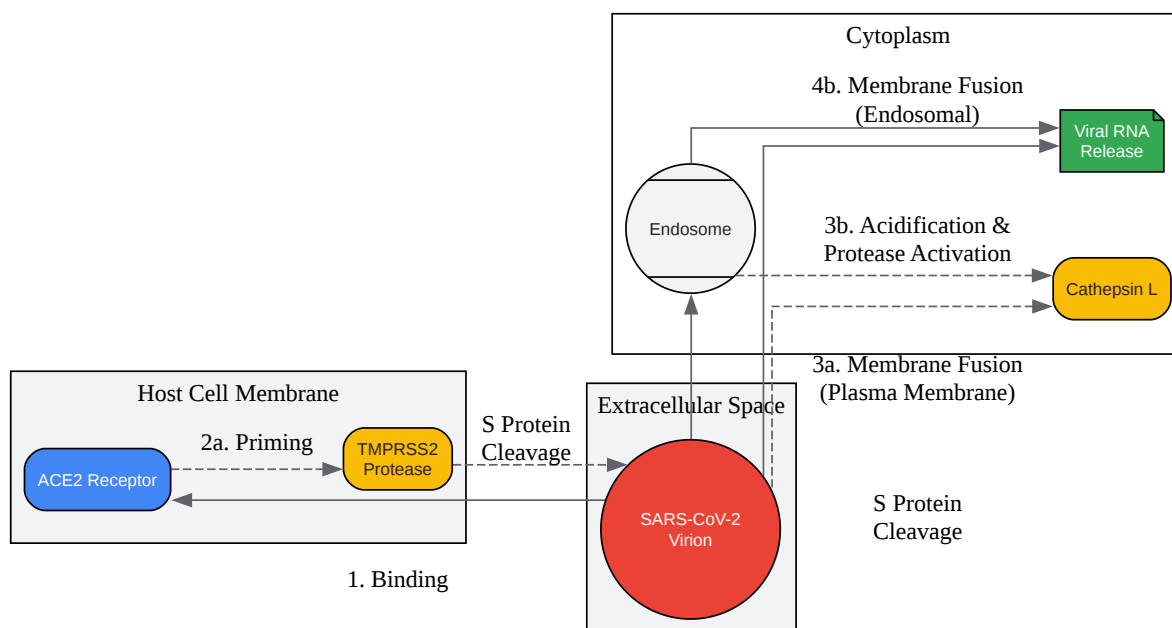 Cytoplasm
4b. Membrane Fusion
(Endosomal)
Viral RNA
Release
Endosome
3b. Acidification &
Protease Activation
Cathepsin L
3a. Membrane Fusion
(Plasma Membrane)
Host Cell Membrane
Extracellular Space
2a. Priming
TMPRSS2
Protease
S Protein
Cleavage
ACE2 Receptor
SARS-CoV-2
Virion
S Protein
Cleavage
1. Binding